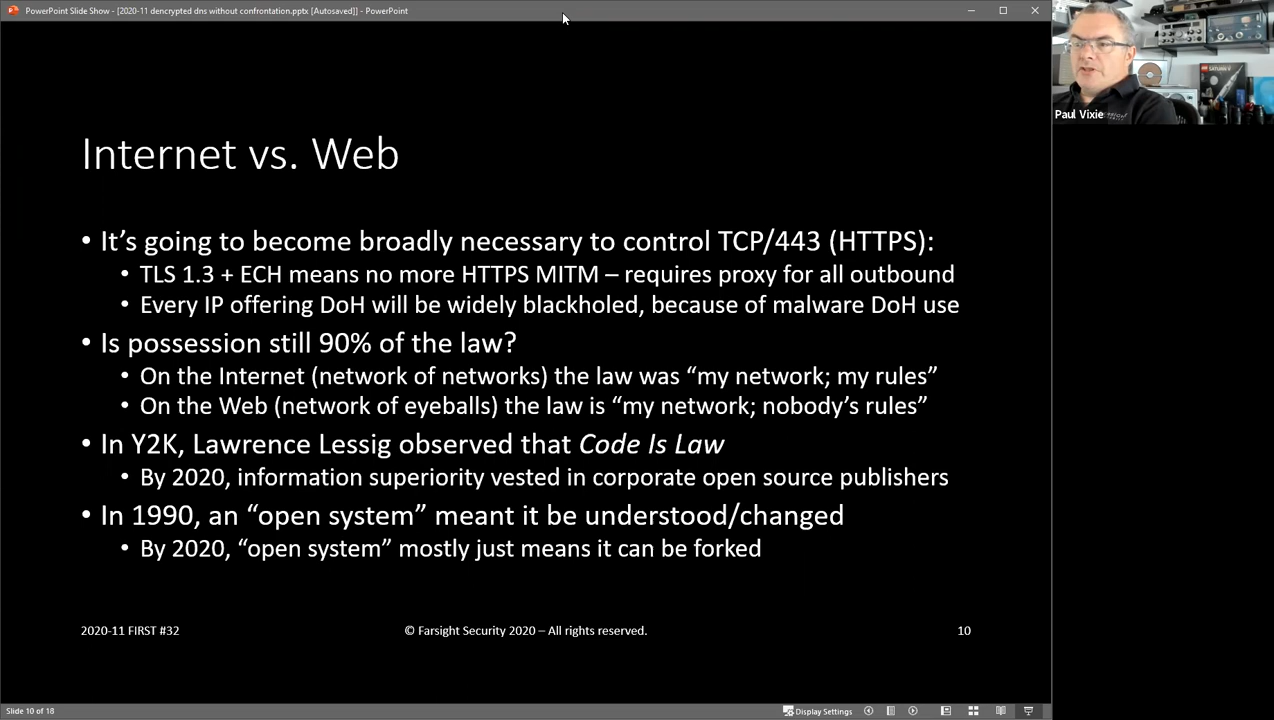 PowerPoint Slide Show - [2020-11 dencrypted dns without confrontation.pptx [Autosaved]] - PowerPoint
Paul Vixie
Internet vs. Web
• It’s going to become broadly necessary to control TCP/443 (HTTPS):
• TLS 1.3 + ECH means no more HTTPS MITM – requires proxy for all outbound
• Every IP offering DoH will be widely blackholed, because of malware DoH use
• Is possession still 90% of the law?
• On the Internet (network of networks) the law was “my network; my rules”
• On the Web (network of eyeballs) the law is “my network; nobody’s rules”
• In Y2K, Lawrence Lessig observed that Code Is Law
• By 2020, information superiority vested in corporate open source publishers
• In 1990, an “open system” meant it be understood/changed
• By 2020, “open system” mostly just means it can be forked
2020-11 FIRST #32
© Farsight Security 2020 – All rights reserved.
10
Slide 10 of 18
Display Settings